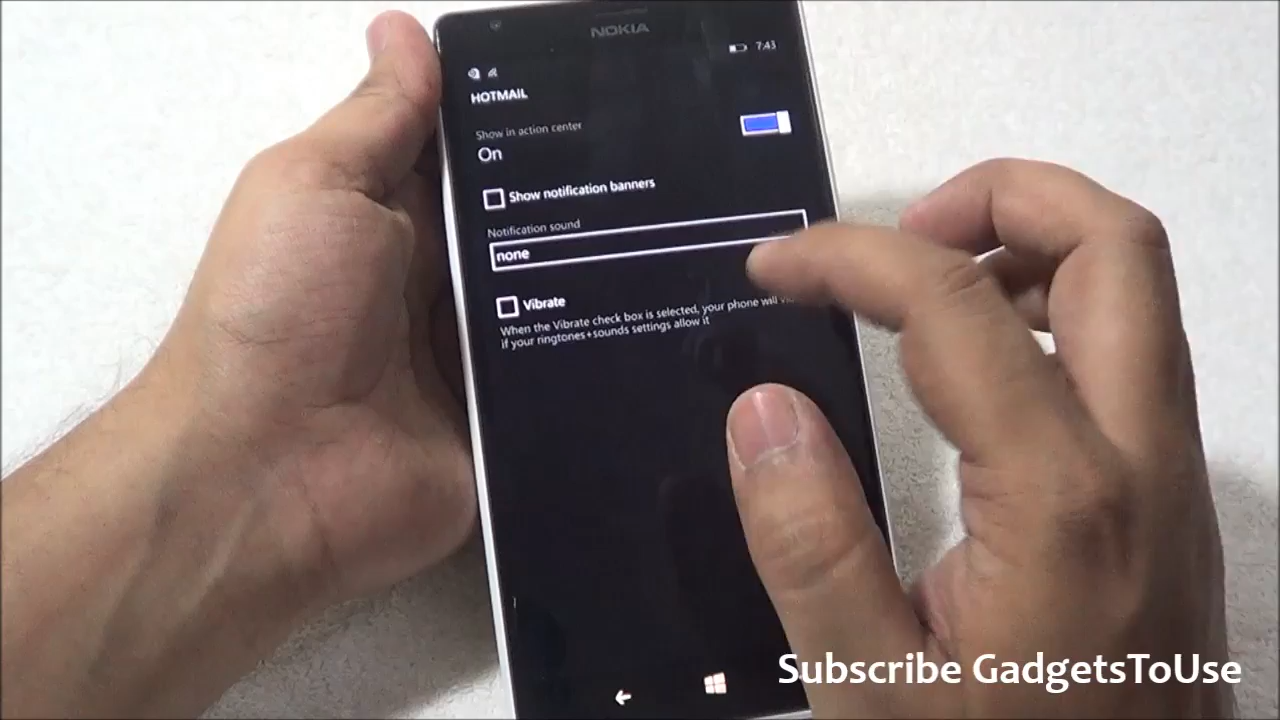 NOKIA
7:43
HOTMAIL
Show in action center
On
Show notification banners
Notification sound
none
Vibrate
When the Vibrate check box is selected, your phone will
if your ringtones+sounds settings allow it
Subscribe GadgetsToUse